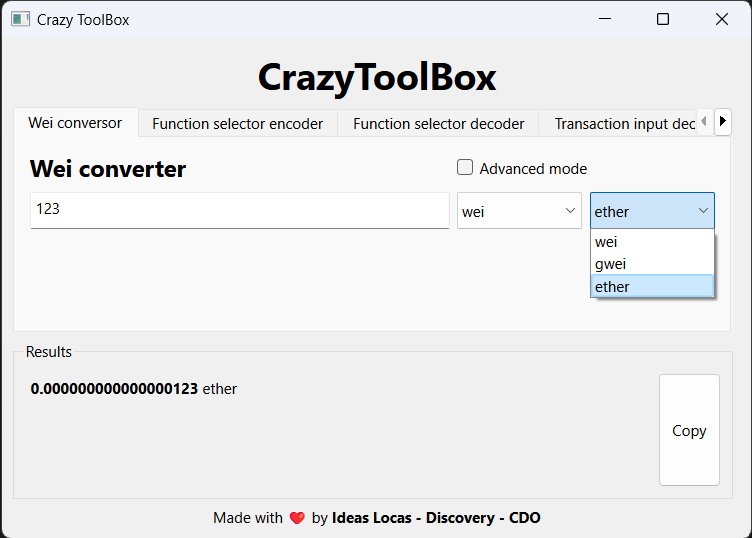 Crazy ToolBox
CrazyToolBox
Wei conversor Function selector encoder Function selector decoder Transaction input dec
Wei converter Advanced mode
123 wei ether
wei
gwei
ether
Results
0.000000000000000123 ether
Copy
Made with ❤ by Ideas Locas - Discovery - CDO